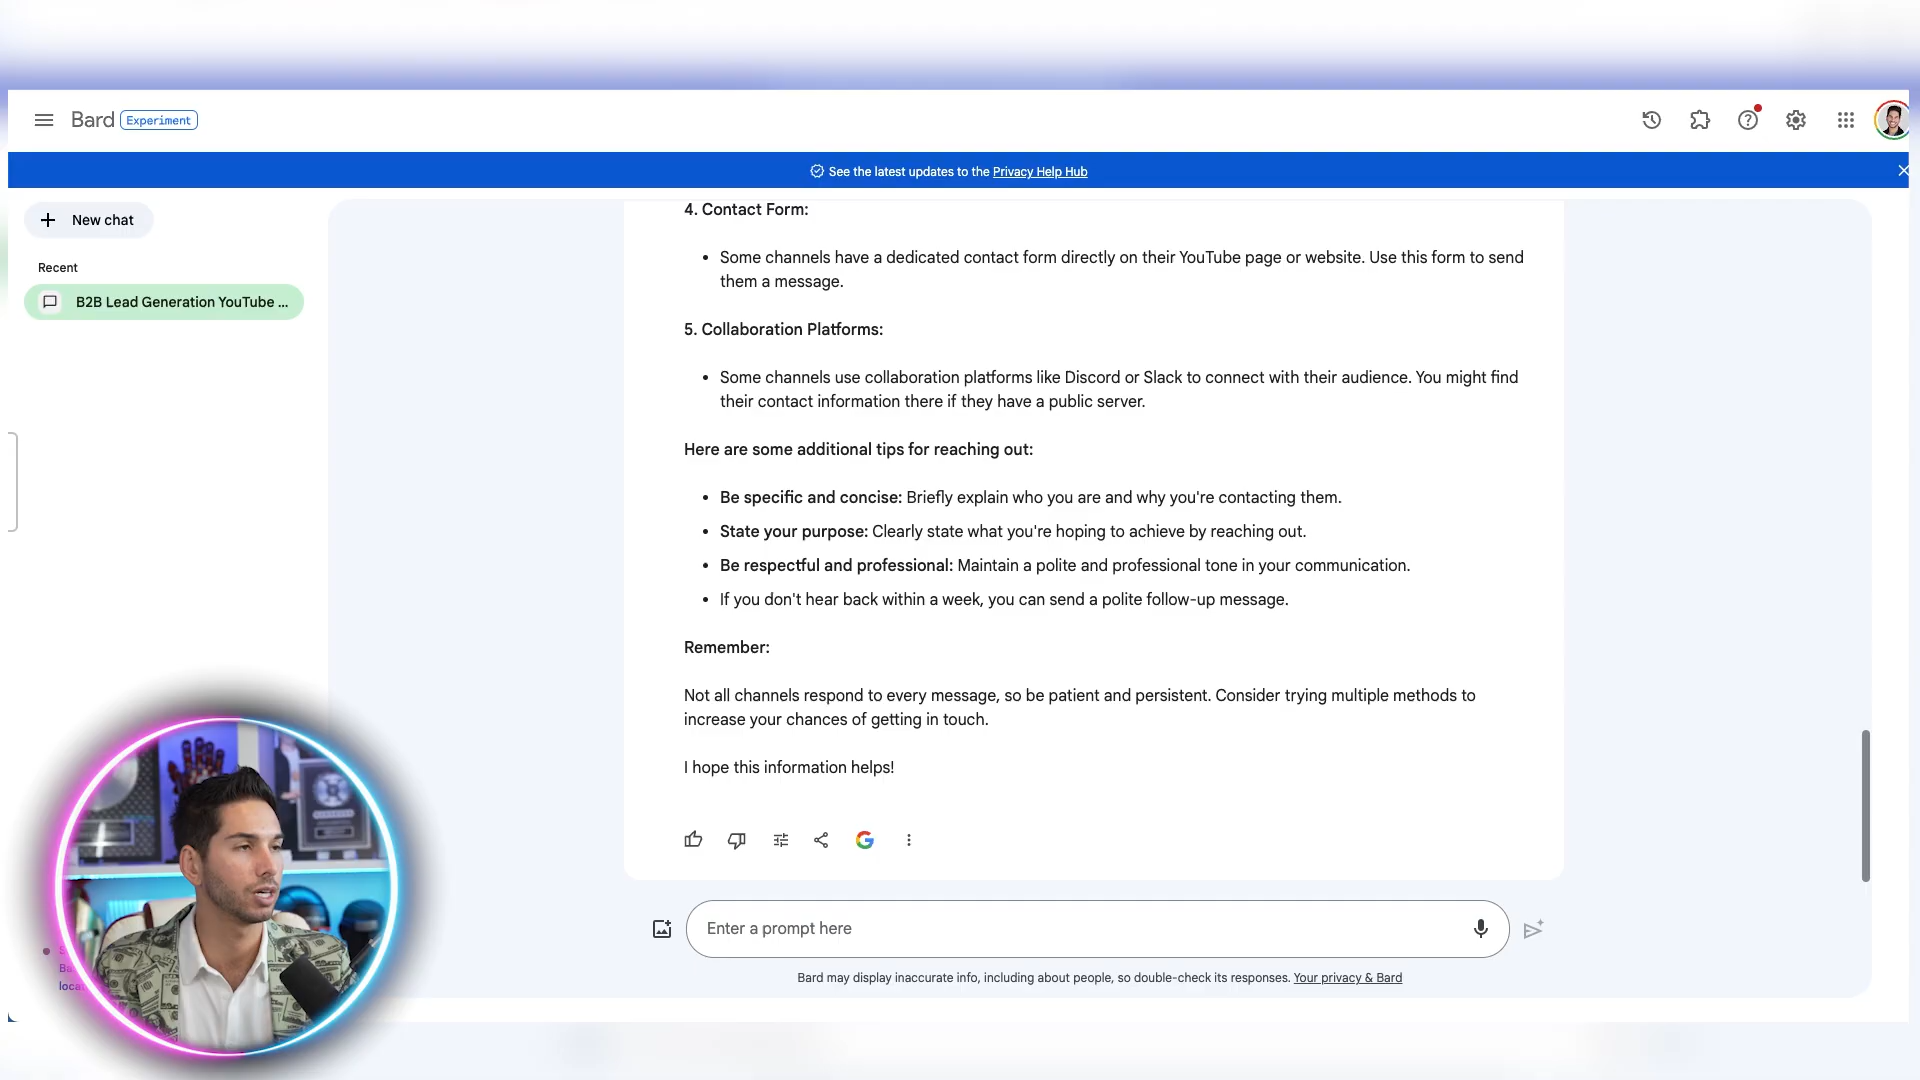 Bard Experiment
See the latest updates to the Privacy Help Hub
New chat
Recent
B2B Lead Generation YouTube ...
4. Contact Form:
• Some channels have a dedicated contact form directly on their YouTube page or website. Use this form to send
them a message.
5. Collaboration Platforms:
• Some channels use collaboration platforms like Discord or Slack to connect with their audience. You might find
their contact information there if they have a public server.
Here are some additional tips for reaching out:
• Be specific and concise: Briefly explain who you are and why you're contacting them.
• State your purpose: Clearly state what you're hoping to achieve by reaching out.
• Be respectful and professional: Maintain a polite and professional tone in your communication.
• If you don't hear back within a week, you can send a polite follow-up message.
Remember:
Not all channels respond to every message, so be patient and persistent. Consider trying multiple methods to
increase your chances of getting in touch.
I hope this information helps!
Enter a prompt here
Bard may display inaccurate info, including about people, so double-check its responses. Your privacy & Bard